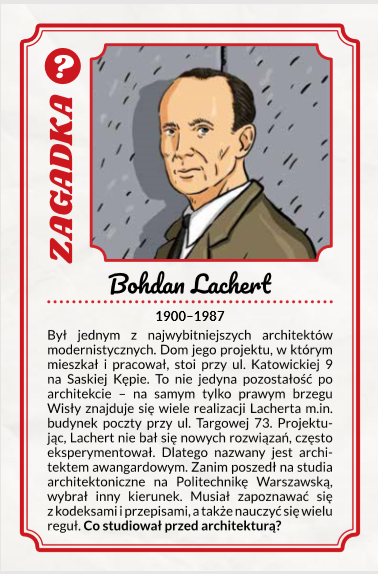 ?
ZAGADKA
Bohdan Lachert
1900–1987
Był jednym z najwybitniejszych architektów
modernistycznych. Dom jego projektu, w którym
mieszkał i pracował, stoi przy ul. Katowickiej 9
na Saskiej Kępie. To nie jedyna pozostałość po
architekcie – na samym tylko prawym brzegu
Wisły znajduje się wiele realizacji Lacherta m.in.
budynek poczty przy ul. Targowej 73. Projektu-
jąc, Lachert nie bał się nowych rozwiązań, często
eksperymentował. Dlatego nazwany jest archi-
tektem awangardowym. Zanim poszedł na studia
architektoniczne na Politechnikę Warszawską,
wybrał inny kierunek. Musiał zapoznawać się
z kodeksami i przepisami, a także nauczyć się wielu
reguł. Co studiował przed architekturą?